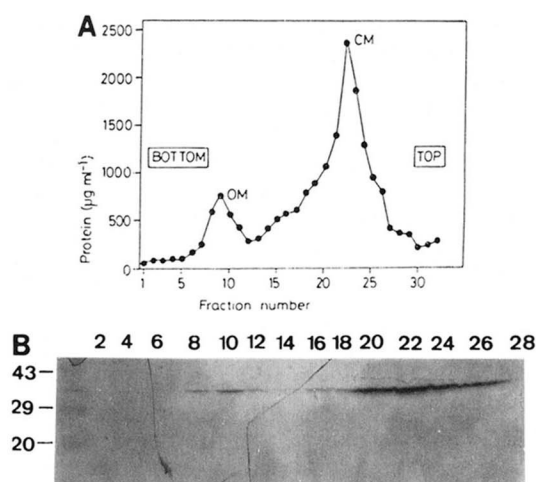 A
2500
2000
1500
1000
500
0
Protein (μg ml⁻¹)
BOTTOM
OM
CM
TOP
1 5 10 15 20 25 30
Fraction number
B
2 4 6 8 10 12 14 16 18 20 22 24 26 28
43
29
20